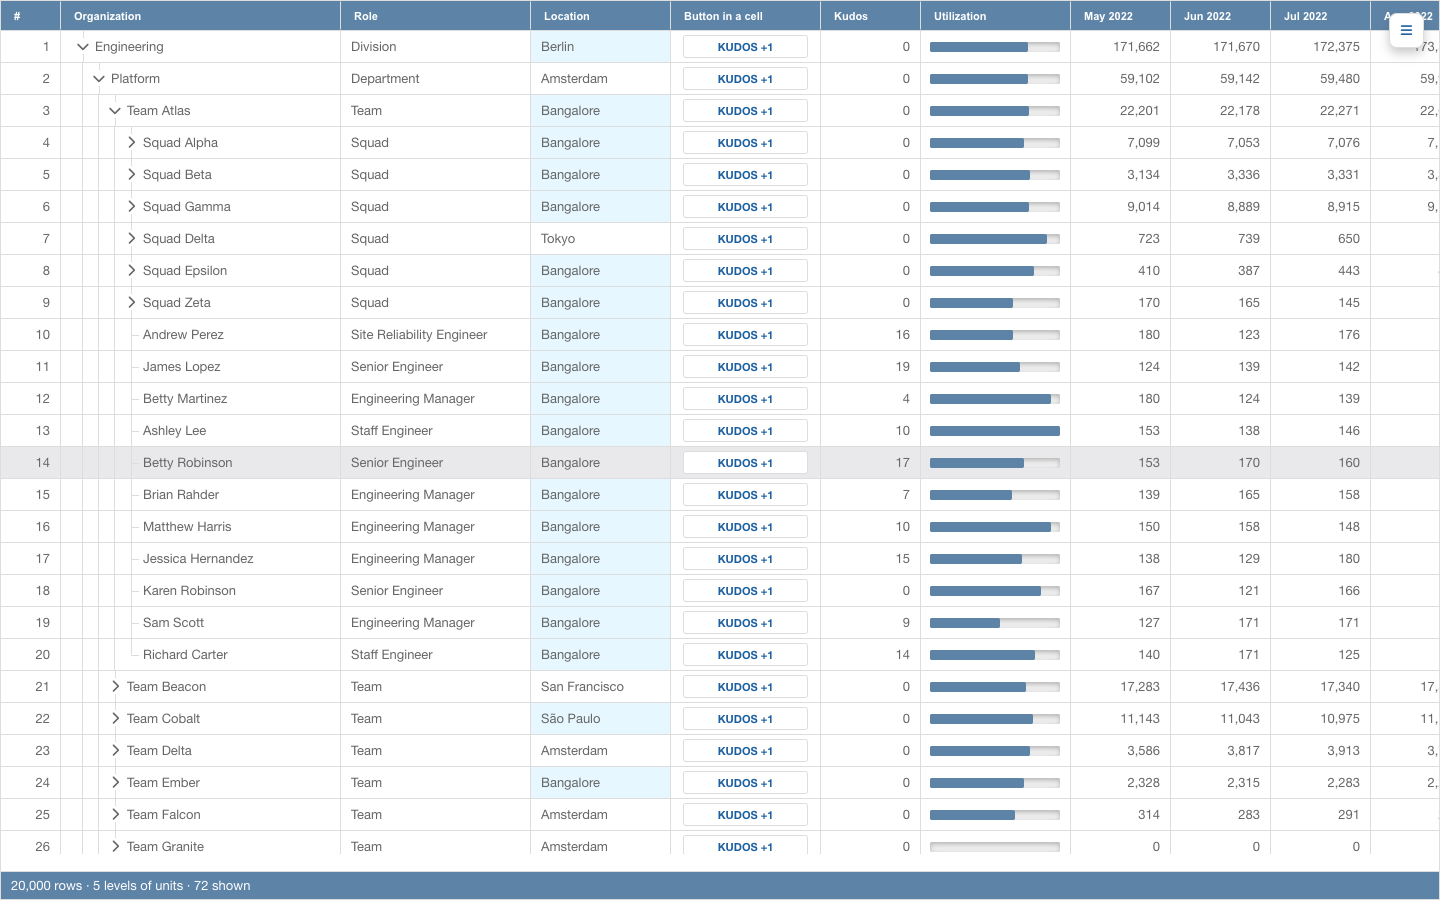 # Organization Role Location Button in a cell Kudos Utilization May 2022 Jun 2022 Jul 2022
1 Engineering Division Berlin KUDOS +1 0 171,662 171,670 172,375
2 Platform Department Amsterdam KUDOS +1 0 59,102 59,142 59,480
3 Team Atlas Team Bangalore KUDOS +1 0 22,201 22,178 22,271
4 Squad Alpha Squad Bangalore KUDOS +1 0 7,099 7,053 7,076
5 Squad Beta Squad Bangalore KUDOS +1 0 3,134 3,336 3,331
6 Squad Gamma Squad Bangalore KUDOS +1 0 9,014 8,889 8,915
7 Squad Delta Squad Tokyo KUDOS +1 0 723 739 650
8 Squad Epsilon Squad Bangalore KUDOS +1 0 410 387 443
9 Squad Zeta Squad Bangalore KUDOS +1 0 170 165 145
10 Andrew Perez Site Reliability Engineer Bangalore KUDOS +1 16 180 123 176
11 James Lopez Senior Engineer Bangalore KUDOS +1 19 124 139 142
12 Betty Martinez Engineering Manager Bangalore KUDOS +1 4 180 124 139
13 Ashley Lee Staff Engineer Bangalore KUDOS +1 10 153 138 146
14 Betty Robinson Senior Engineer Bangalore KUDOS +1 17 153 170 160
15 Brian Rahder Engineering Manager Bangalore KUDOS +1 7 139 165 158
16 Matthew Harris Engineering Manager Bangalore KUDOS +1 10 150 158 148
17 Jessica Hernandez Engineering Manager Bangalore KUDOS +1 15 138 129 180
18 Karen Robinson Senior Engineer Bangalore KUDOS +1 0 167 121 166
19 Sam Scott Engineering Manager Bangalore KUDOS +1 9 127 171 171
20 Richard Carter Staff Engineer Bangalore KUDOS +1 14 140 171 125
21 Team Beacon Team San Francisco KUDOS +1 0 17,283 17,436 17,340 17,
22 Team Cobalt Team São Paulo KUDOS +1 0 11,143 11,043 10,975 11,
23 Team Delta Team Amsterdam KUDOS +1 0 3,586 3,817 3,913 3,
24 Team Ember Team Bangalore KUDOS +1 0 2,328 2,315 2,283 2,
25 Team Falcon Team Amsterdam KUDOS +1 0 314 283 291
26 Team Granite Team Amsterdam KUDOS +1 0 0 0 0
20,000 rows · 5 levels of units · 72 shown